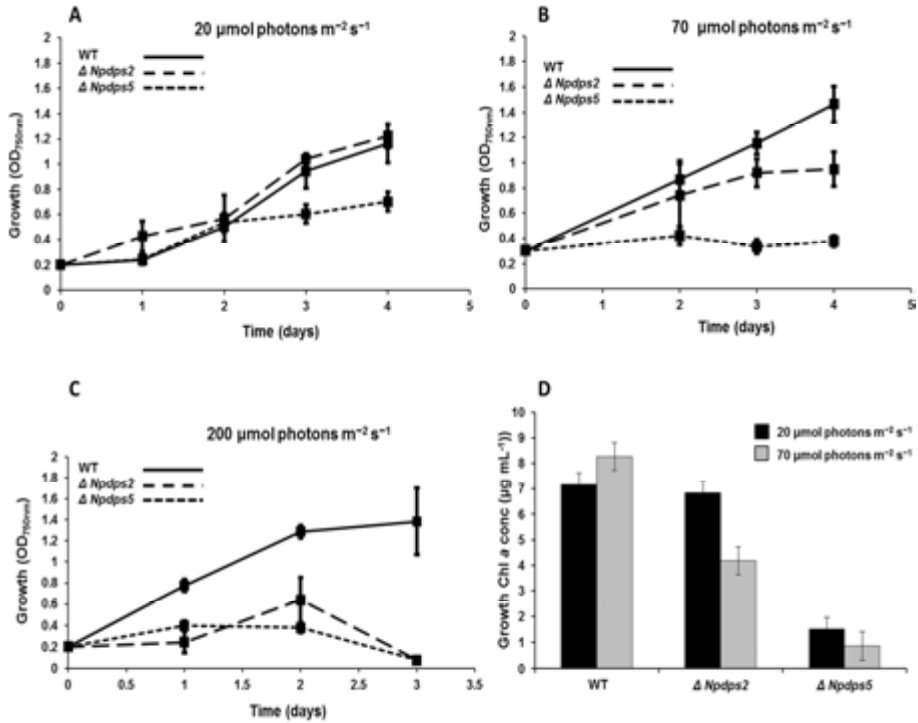 A
20 µmol photons m⁻² s⁻¹
WT
Δ Npdps2
Δ Npdps5
Growth (OD750nm)
2
1.8
1.6
1.4
1.2
1
0.8
0.6
0.4
0.2
0
0 1 2 3 4 5
Time (days)
B
70 µmol photons m⁻² s⁻¹
WT
Δ Npdps2
Δ Npdps5
Growth (OD750nm)
2
1.8
1.6
1.4
1.2
1
0.8
0.6
0.4
0.2
0
0 1 2 3 4 5
Time (days)
C
200 µmol photons m⁻² s⁻¹
WT
Δ Npdps2
Δ Npdps5
Growth (OD750nm)
2
1.8
1.6
1.4
1.2
1
0.8
0.6
0.4
0.2
0
0 0.5 1 1.5 2 2.5 3 3.5
Time (days)
D
20 µmol photons m⁻² s⁻¹
70 µmol photons m⁻² s⁻¹
Growth Chl a conc (µg mL⁻¹))
10
9
8
7
6
5
4
3
2
1
0
WT Δ Npdps2 Δ Npdps5